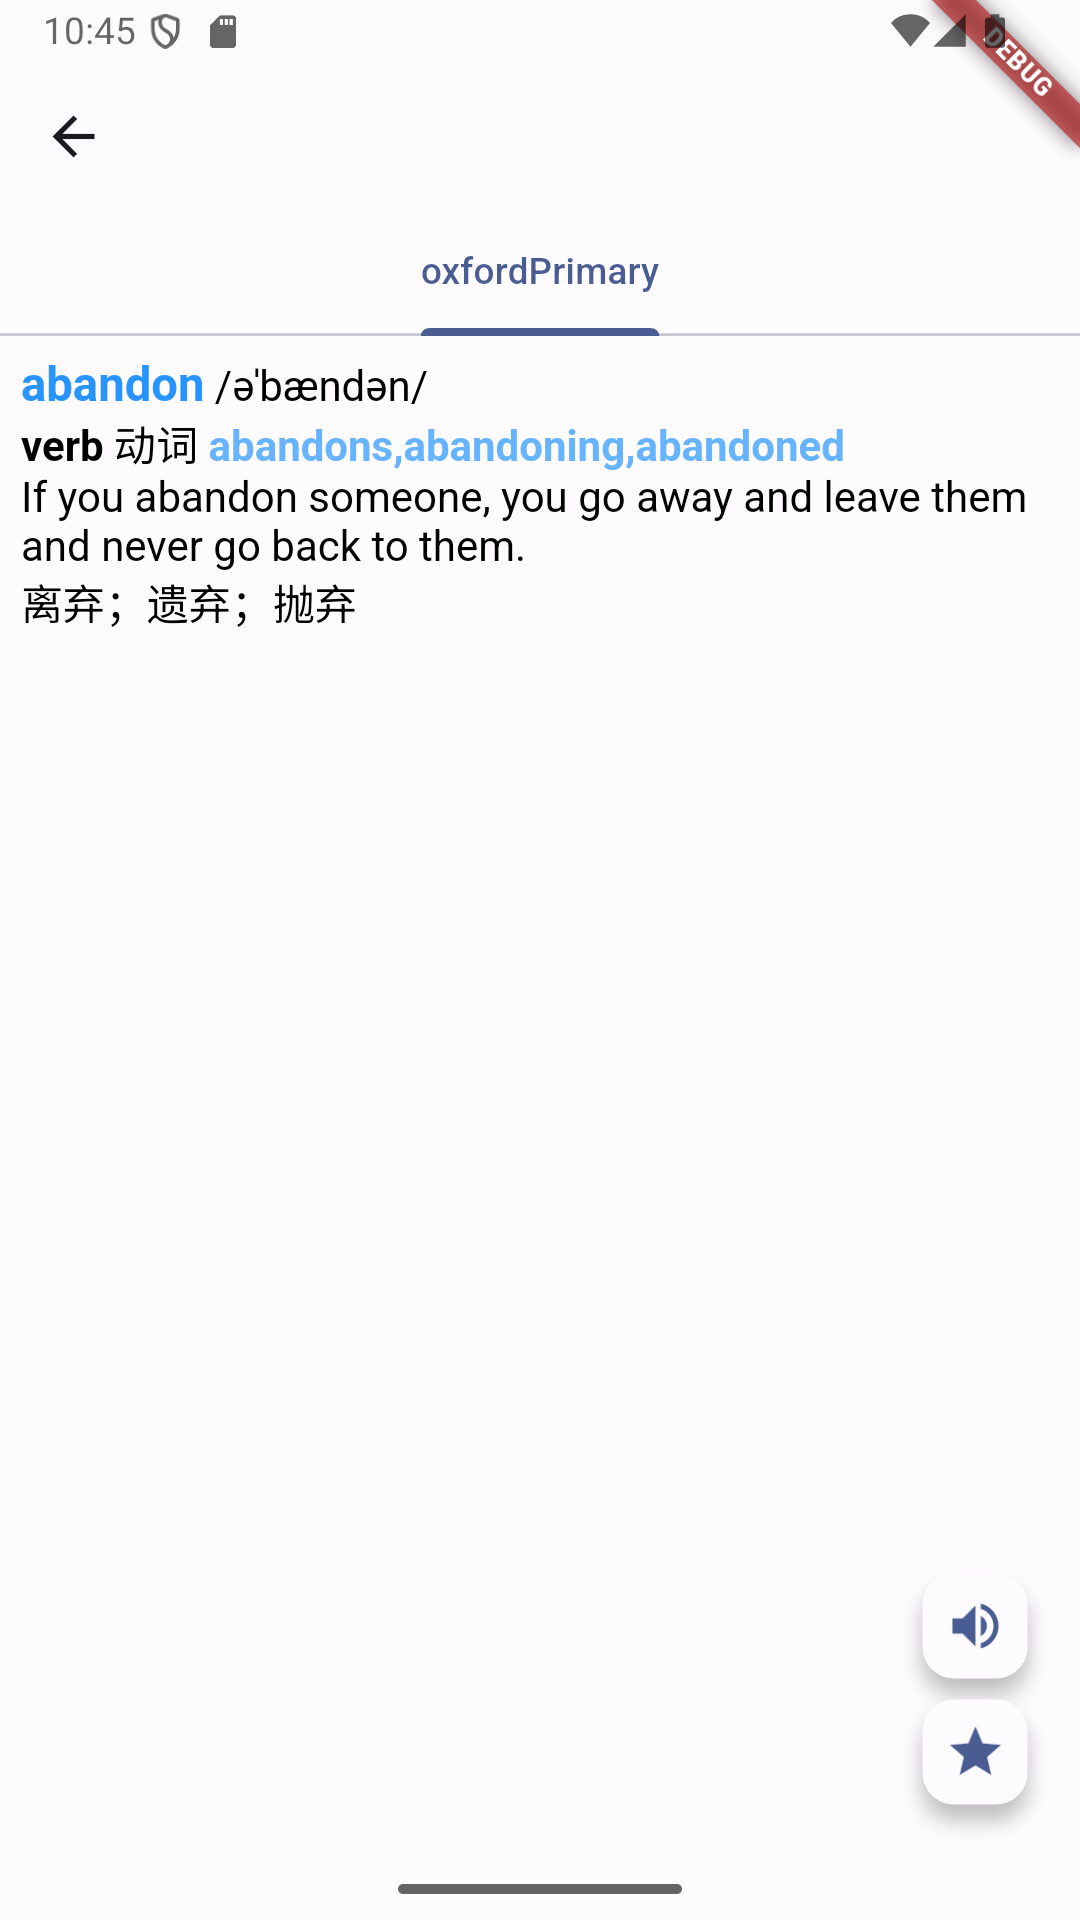 10:45
DEBUG
oxfordPrimary
abandon /ə'bændən/
verb 动词 abandons,abandoning,abandoned
If you abandon someone, you go away and leave them
and never go back to them.
离弃；遗弃；抛弃